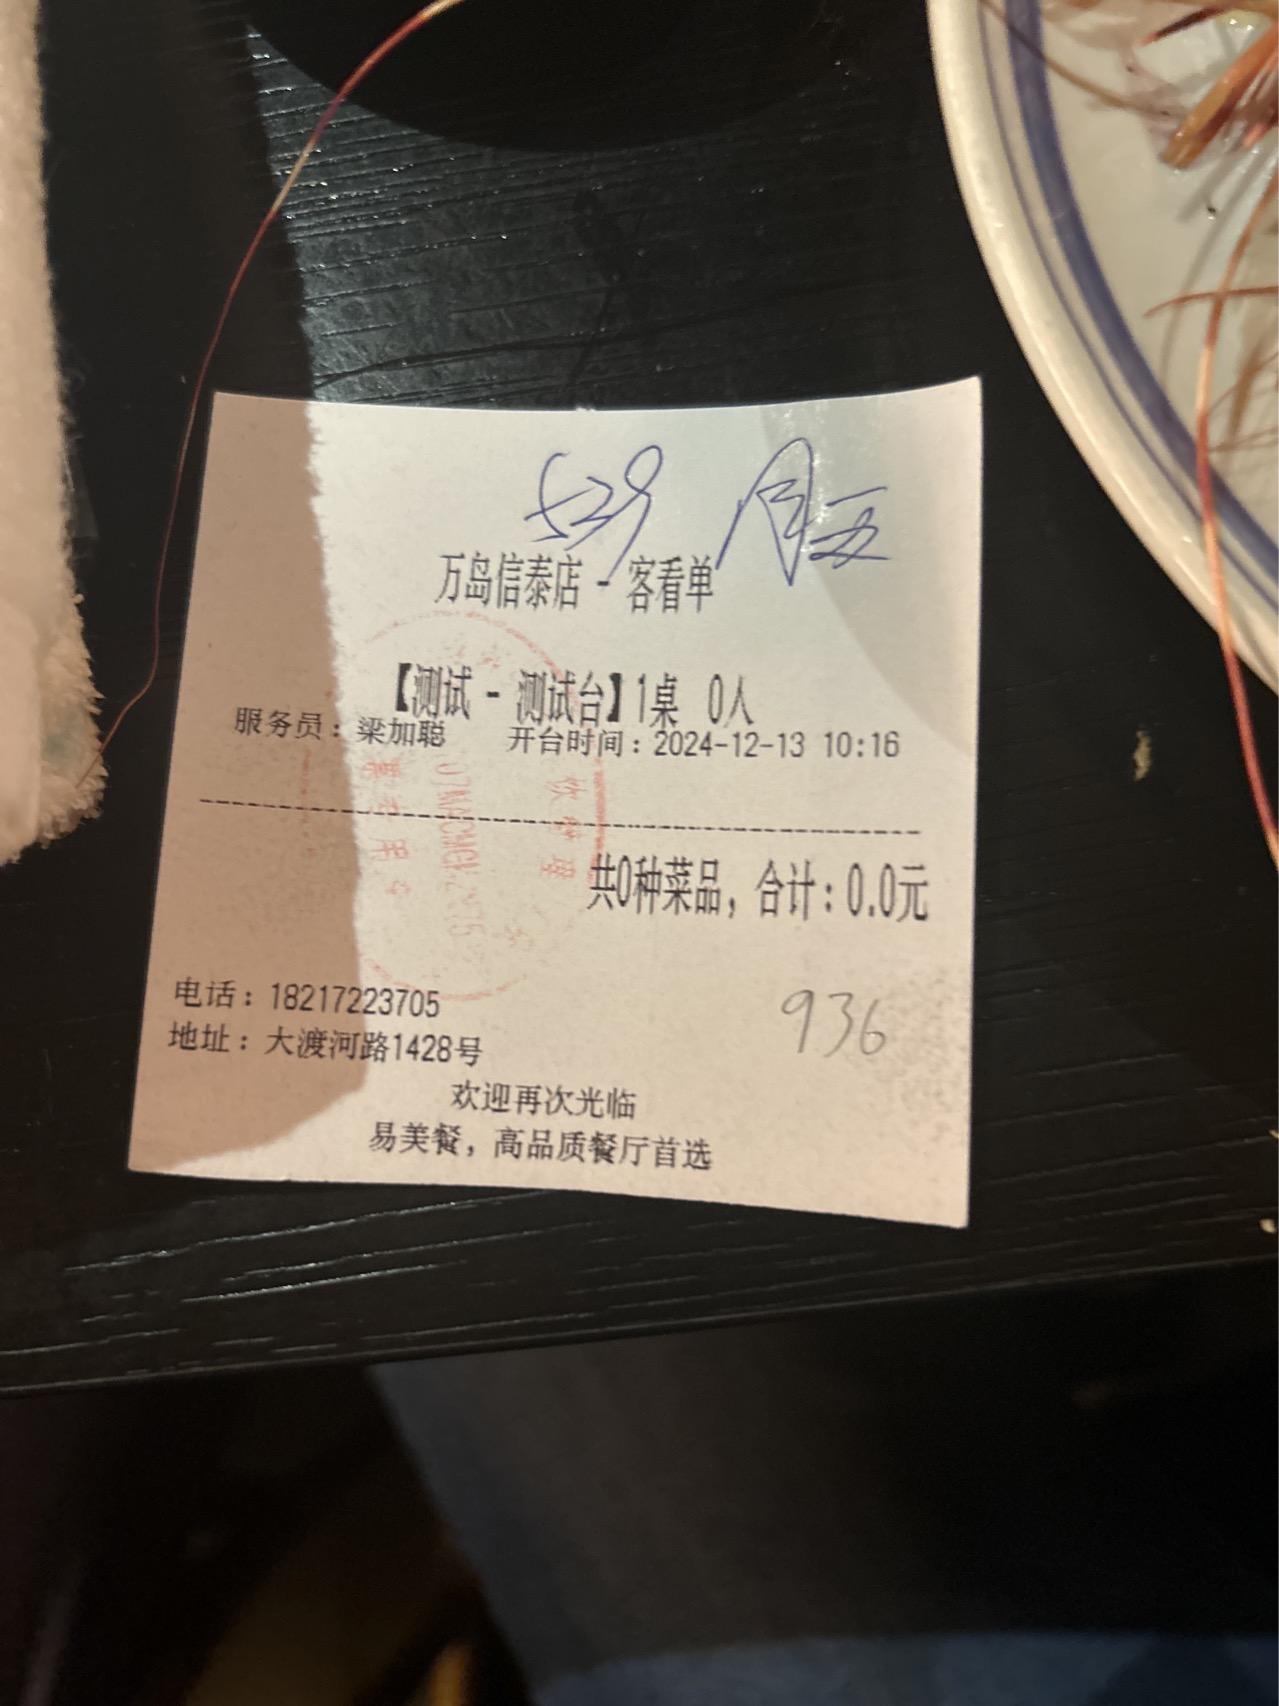 529 月五
万岛信泰店 - 客看单
【测试 - 测试台】1桌 0人
服务员：梁加聪 开台时间：2024-12-13 10:16
共0种菜品，合计：0.0元
936
电话：18217223705
地址：大渡河路1428号
欢迎再次光临
易美餐，高品质餐厅首选